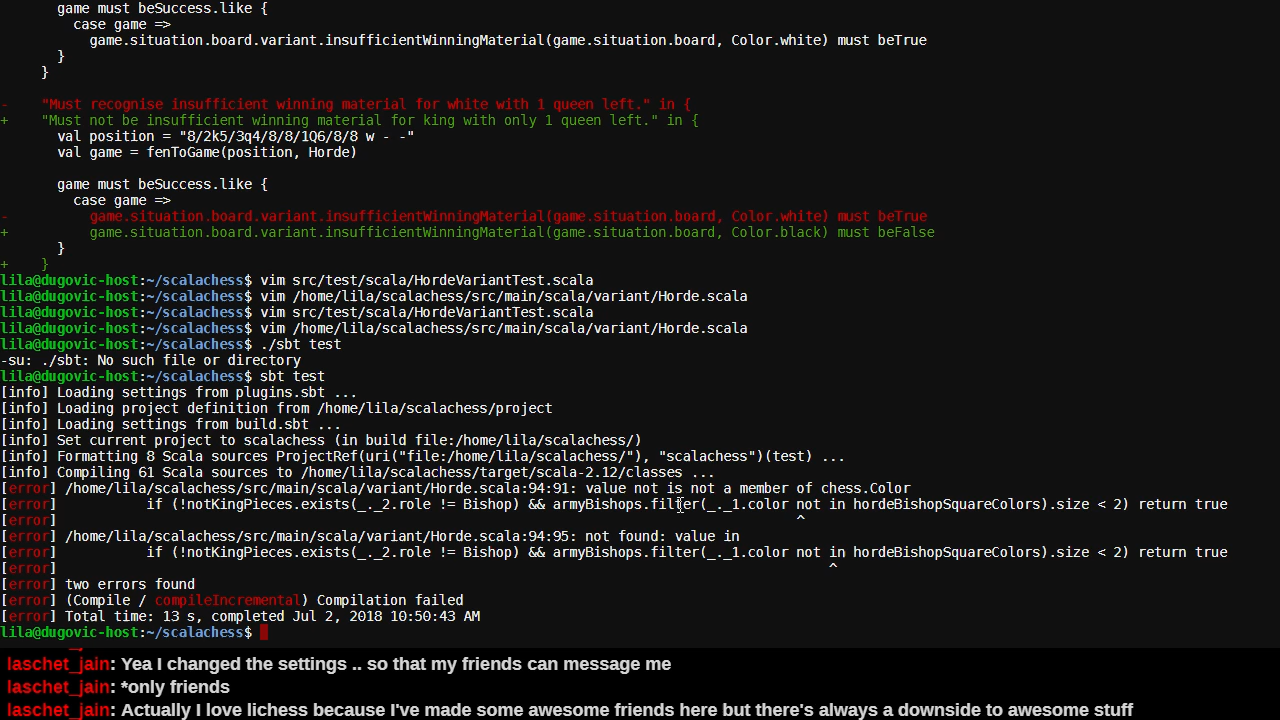 game must beSuccess.like {
case game =>
game.situation.board.variant.insufficientWinningMaterial(game.situation.board, Color.white) must beTrue
}
}
- "Must recognise insufficient winning material for white with 1 queen left." in {
+ "Must not be insufficient winning material for king with only 1 queen left." in {
val position = "8/2k5/3q4/8/8/1Q6/8/8 w - -"
val game = fenToGame(position, Horde)
game must beSuccess.like {
case game =>
- game.situation.board.variant.insufficientWinningMaterial(game.situation.board, Color.white) must beTrue
+ game.situation.board.variant.insufficientWinningMaterial(game.situation.board, Color.black) must beFalse
}
+ }
lila@dugovic-host:~/scalachess$ vim src/test/scala/HordeVariantTest.scala
lila@dugovic-host:~/scalachess$ vim /home/lila/scalachess/src/main/scala/variant/Horde.scala
lila@dugovic-host:~/scalachess$ vim src/test/scala/HordeVariantTest.scala
lila@dugovic-host:~/scalachess$ vim /home/lila/scalachess/src/main/scala/variant/Horde.scala
lila@dugovic-host:~/scalachess$ ./sbt test
-su: ./sbt: No such file or directory
lila@dugovic-host:~/scalachess$ sbt test
[info] Loading settings from plugins.sbt ...
[info] Loading project definition from /home/lila/scalachess/project
[info] Loading settings from build.sbt ...
[info] Set current project to scalachess (in build file:/home/lila/scalachess/)
[info] Formatting 8 Scala sources ProjectRef(uri("file:/home/lila/scalachess/"), "scalachess")(test) ...
[info] Compiling 61 Scala sources to /home/lila/scalachess/target/scala-2.12/classes ...
[error] /home/lila/scalachess/src/main/scala/variant/Horde.scala:94:91: value not is not a member of chess.Color
[error] if (!notKingPieces.exists(_._2.role != Bishop) && armyBishops.filter(_._1.color not in hordeBishopSquareColors).size < 2) return true
[error] ^
[error] /home/lila/scalachess/src/main/scala/variant/Horde.scala:94:95: not found: value in
[error] if (!notKingPieces.exists(_._2.role != Bishop) && armyBishops.filter(_._1.color not in hordeBishopSquareColors).size < 2) return true
[error] ^
[error] two errors found
[error] (Compile / compileIncremental) Compilation failed
[error] Total time: 13 s, completed Jul 2, 2018 10:50:43 AM
lila@dugovic-host:~/scalachess$
laschet_jain: Yea I changed the settings .. so that my friends can message me
laschet_jain: *only friends
laschet_jain: Actually I love lichess because I've made some awesome friends here but there's always a downside to awesome stuff